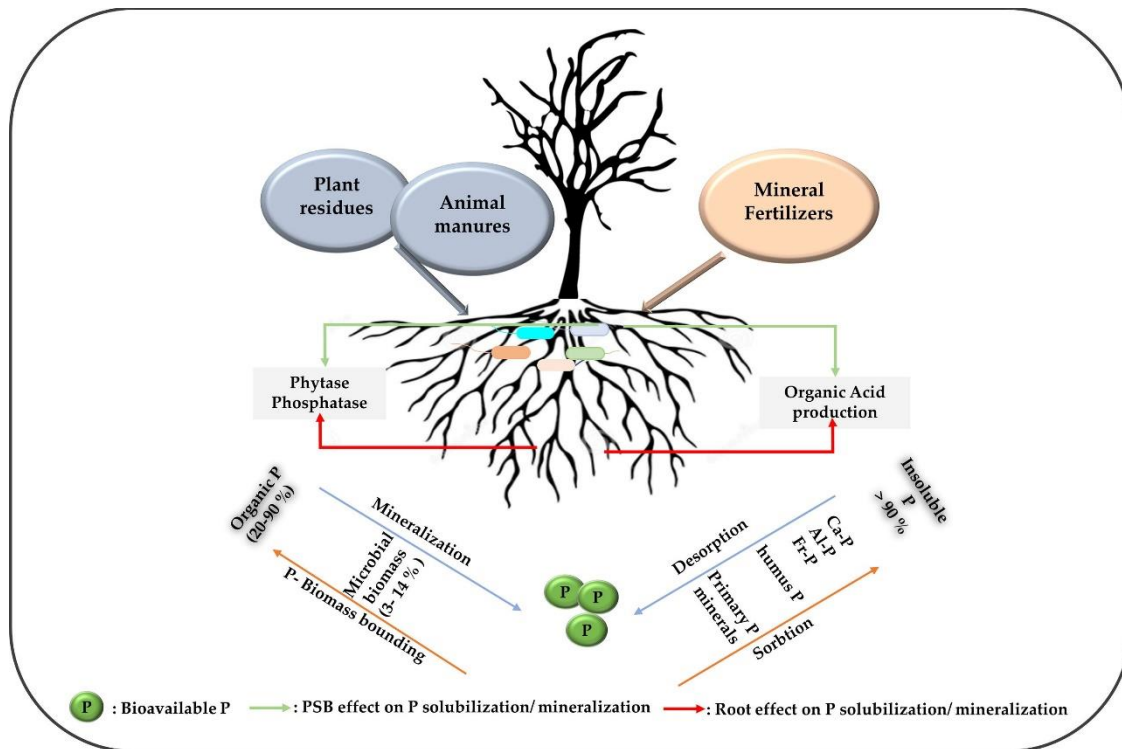 Plant
residues
Animal
manures
Mineral
Fertilizers
Phytase
Phosphatase
Organic Acid
production
Organic P
(20-90 %)
Mineralization
Microbial
biomass
(3- 14 %)
P- Biomass bounding
P
P
P
Insoluble
P
> 90 %
Desorption
Ca-P
Al-P
Fr-P
humus P
Primary P
minerals
Sorbtion
P : Bioavailable P
: PSB effect on P solubilization/ mineralization
: Root effect on P solubilization/ mineralization